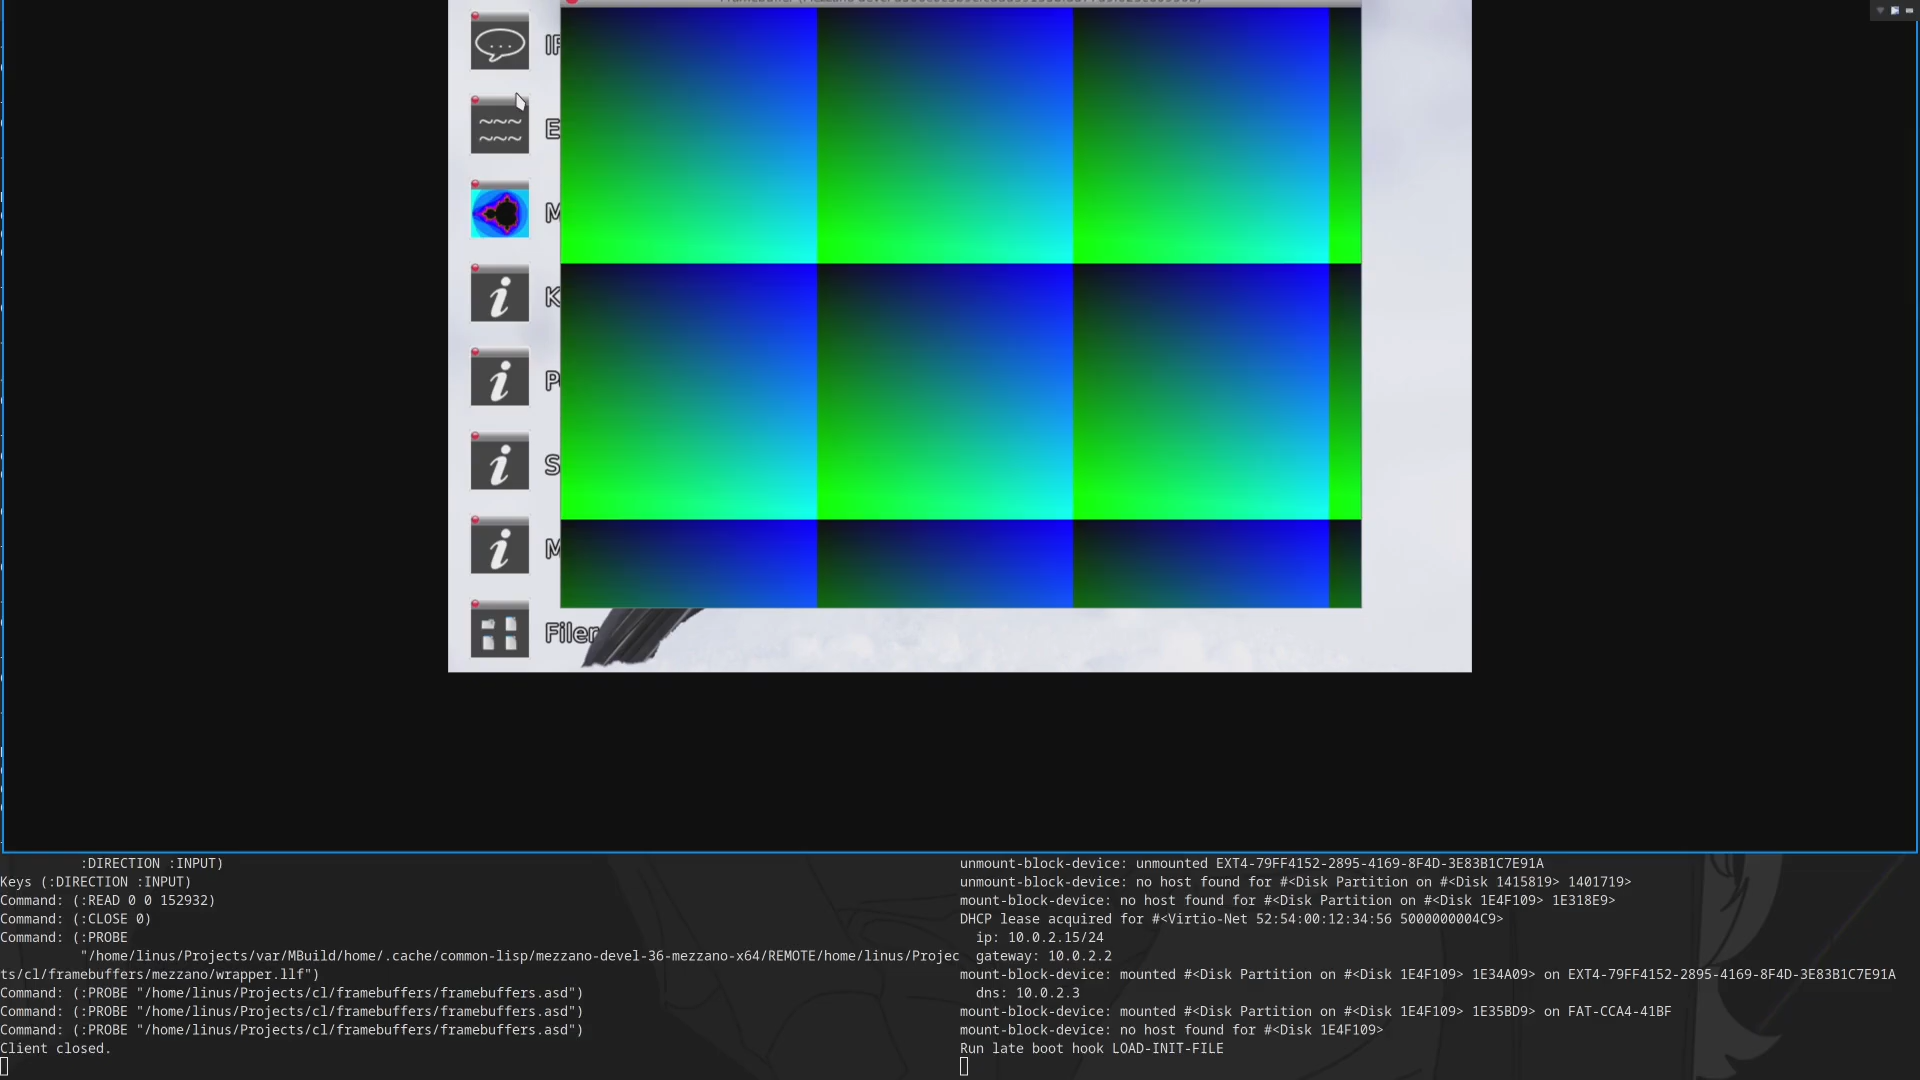 Filer
:DIRECTION :INPUT)
Keys (:DIRECTION :INPUT)
Command: (:READ 0 0 152932)
Command: (:CLOSE 0)
Command: (:PROBE
"/home/linus/Projects/var/MBuild/home/.cache/common-lisp/mezzano-devel-36-mezzano-x64/REMOTE/home/linus/Projec
ts/cl/framebuffers/mezzano/wrapper.llf")
Command: (:PROBE "/home/linus/Projects/cl/framebuffers/framebuffers.asd")
Command: (:PROBE "/home/linus/Projects/cl/framebuffers/framebuffers.asd")
Command: (:PROBE "/home/linus/Projects/cl/framebuffers/framebuffers.asd")
Client closed.
unmount-block-device: unmounted EXT4-79FF4152-2895-4169-8F4D-3E83B1C7E91A
unmount-block-device: no host found for #<Disk Partition on #<Disk 1415819> 1401719>
mount-block-device: no host found for #<Disk Partition on #<Disk 1E4F109> 1E318E9>
DHCP lease acquired for #<Virtio-Net 52:54:00:12:34:56 5000000004C9>
ip: 10.0.2.15/24
gateway: 10.0.2.2
mount-block-device: mounted #<Disk Partition on #<Disk 1E4F109> 1E34A09> on EXT4-79FF4152-2895-4169-8F4D-3E83B1C7E91A
dns: 10.0.2.3
mount-block-device: mounted #<Disk Partition on #<Disk 1E4F109> 1E35BD9> on FAT-CCA4-41BF
mount-block-device: no host found for #<Disk 1E4F109>
Run late boot hook LOAD-INIT-FILE